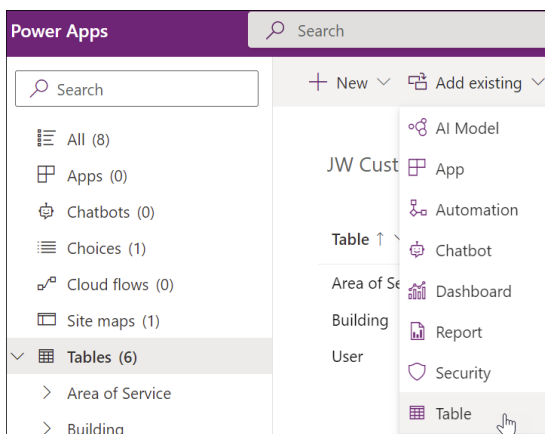 Power Apps
Search
Search
New
Add existing
All (8)
Apps (0)
Chatbots (0)
Choices (1)
Cloud flows (0)
Site maps (1)
Tables (6)
Area of Service
Building
JW Cust
Table ↑
Area of Se
Building
User
AI Model
App
Automation
Chatbot
Dashboard
Report
Security
Table